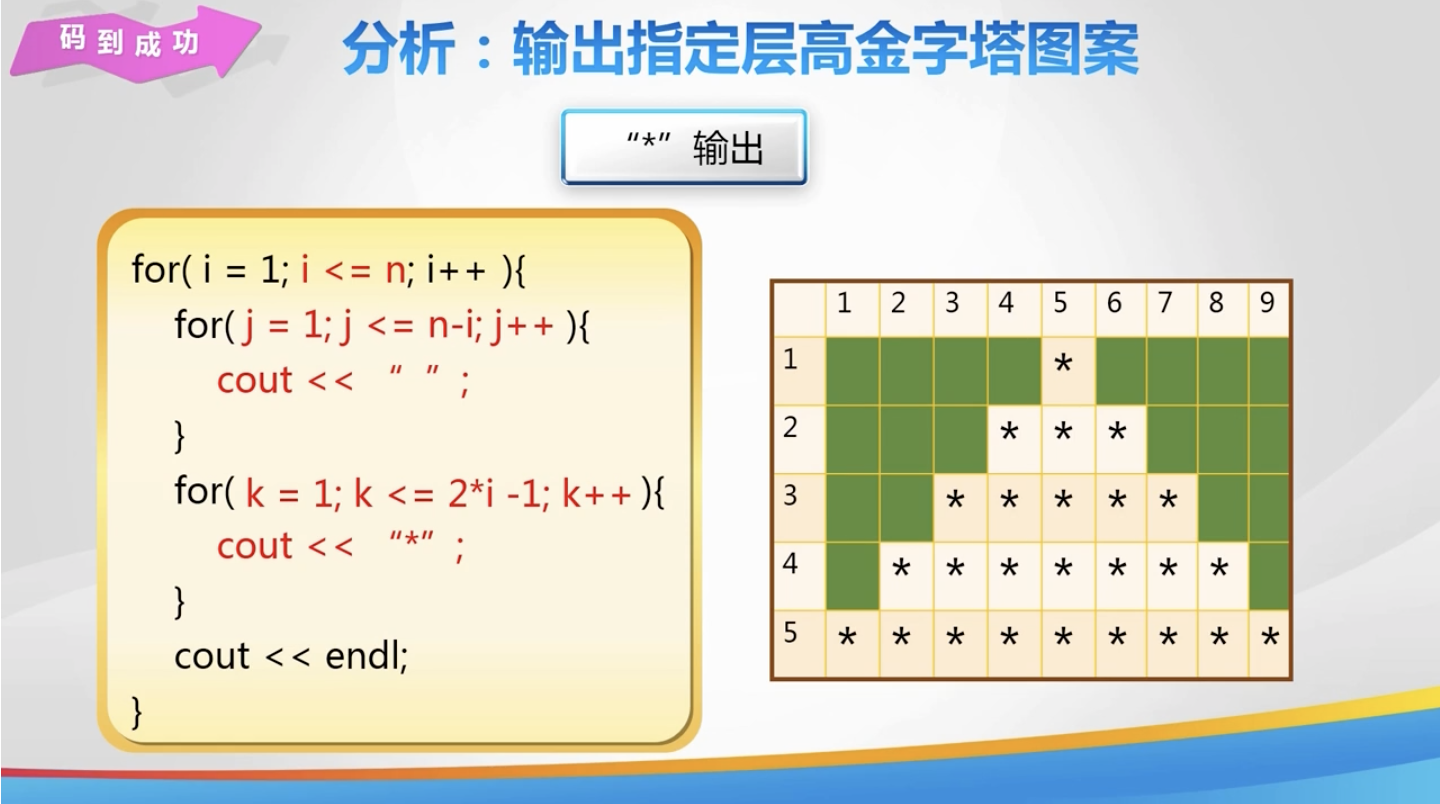 码到成功
分析：输出指定层高金字塔图案
“*”输出
for( i = 1; i <= n; i++ ){
for( j = 1; j <= n-i; j++ ){
cout << “ ” ;
}
for( k = 1; k <= 2*i -1; k++ ){
cout << “*” ;
}
cout << endl;
}
1 2 3 4 5 6 7 8 9
1 *
2 * * *
3 * * * * *
4 * * * * * * *
5 * * * * * * * * *